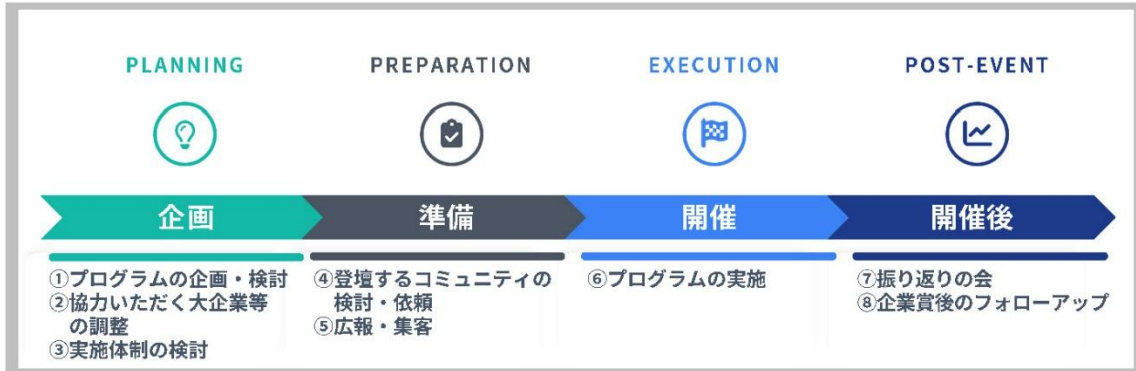 PLANNING
PREPARATION
EXECUTION
POST-EVENT
企画
準備
開催
開催後
①プログラムの企画・検討
②協力いただく大企業等
の調整
③実施体制の検討
④登壇するコミュニティの
検討・依頼
⑤広報・集客
⑥プログラムの実施
⑦振り返りの会
⑧企業賞後のフォローアップ